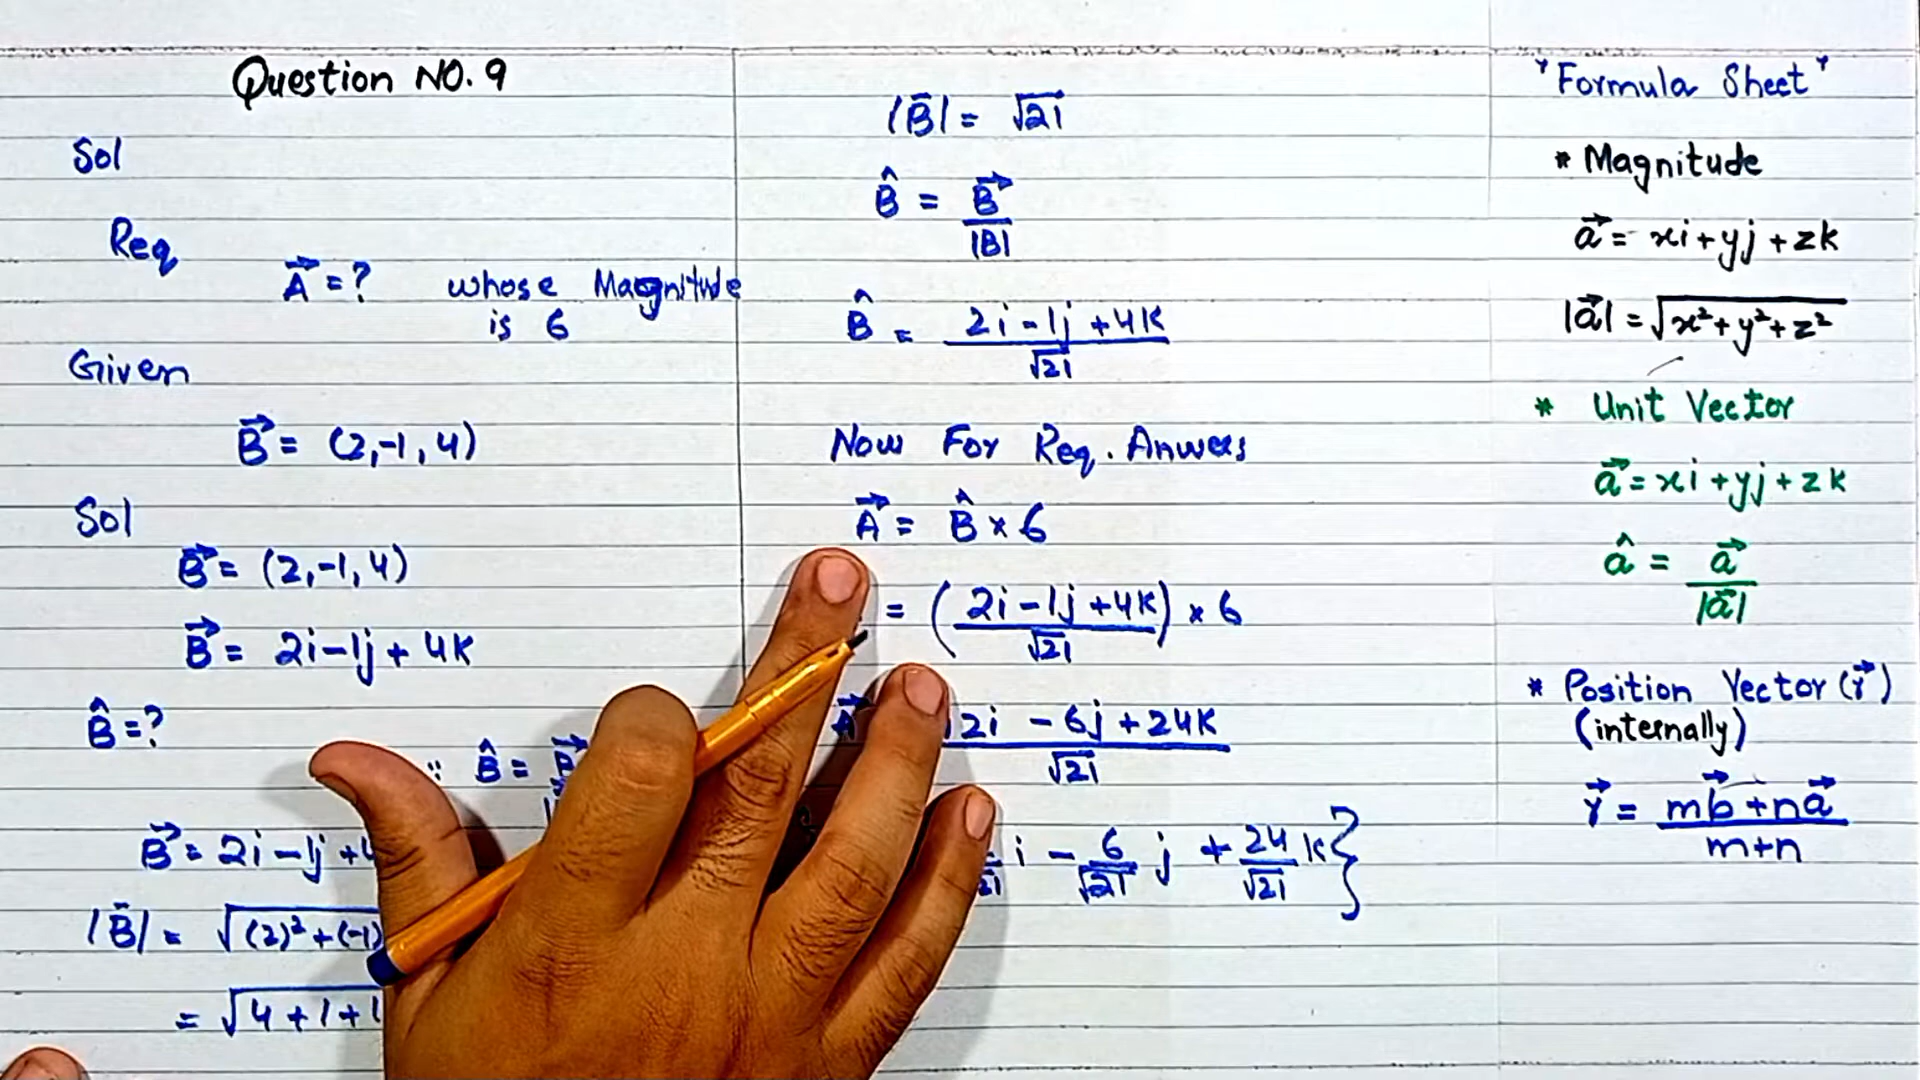 Question NO. 9
Sol
Req
A⃗ = ? whose Magnitude
is 6
Given
B⃗ = (2,-1,4)
Sol
B⃗ = (2,-1,4)
B⃗ = 2i-1j+4k
B̂ = ?
∵ B̂ = B⃗
B⃗ = 2i-1j+4
|B̄| = √(2)²+(-1)
= √4+1+1
|B̄| = √21
B̂ = B⃗/|B|
B̂ = 2i-1j+4k/√21
Now For Req. Anwers
A⃗ = B̂ × 6
= (2i-1j+4k/√21) × 6
A⃗ 12i - 6j + 24k/√21
i - 6/√21 j + 24/√21 k}
"Formula Sheet"
* Magnitude
a⃗ = xi+yj+zk
|a⃗| = √x²+y²+z²
* Unit Vector
a⃗ = xi+yj+zk
â = a⃗/|a⃗|
* Position Vector (r⃗)
(internally)
r⃗ = mb⃗+na⃗/m+n